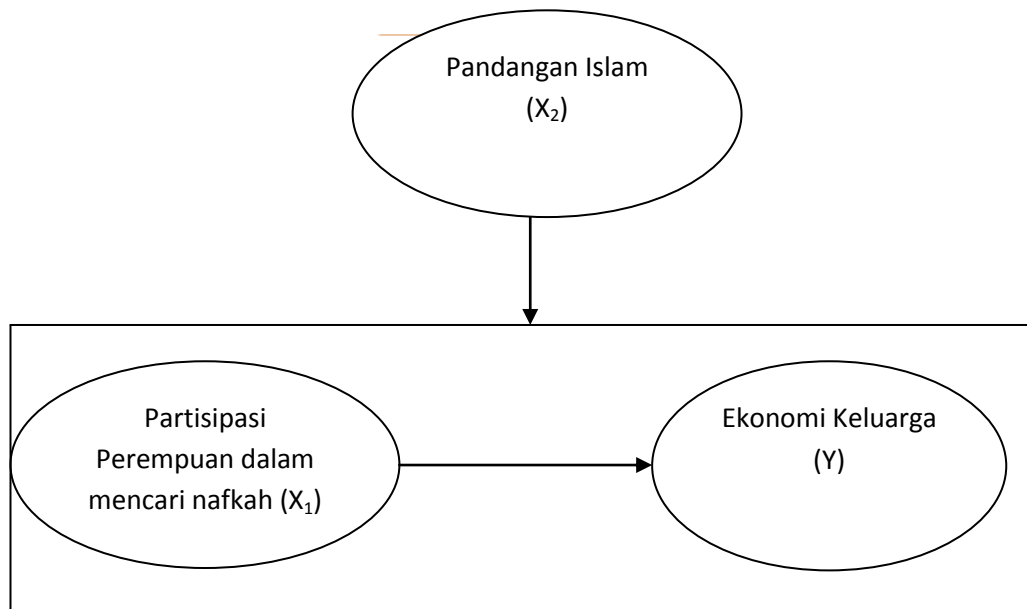 Pandangan Islam
(X₂)
Partisipasi
Perempuan dalam
mencari nafkah (X₁)
Ekonomi Keluarga
(Y)